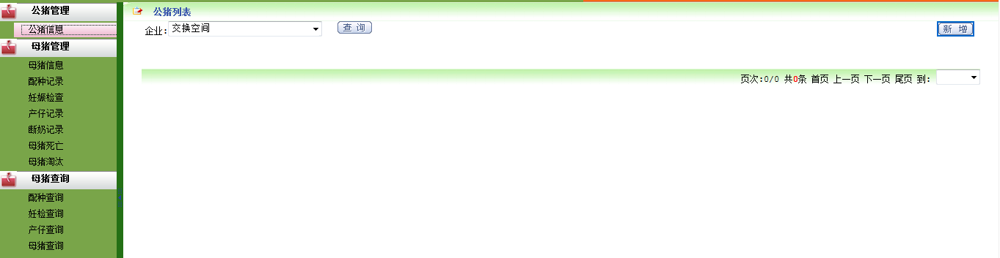 公猪管理
公猪信息
母猪管理
母猪信息
配种记录
妊娠检查
产仔记录
断奶记录
母猪死亡
母猪淘汰
母猪查询
配种查询
妊检查询
产仔查询
母猪查询
公猪列表
企业: 交换空间 查 询 新 增
页次:0/0 共0条 首页 上一页 下一页 尾页 到: